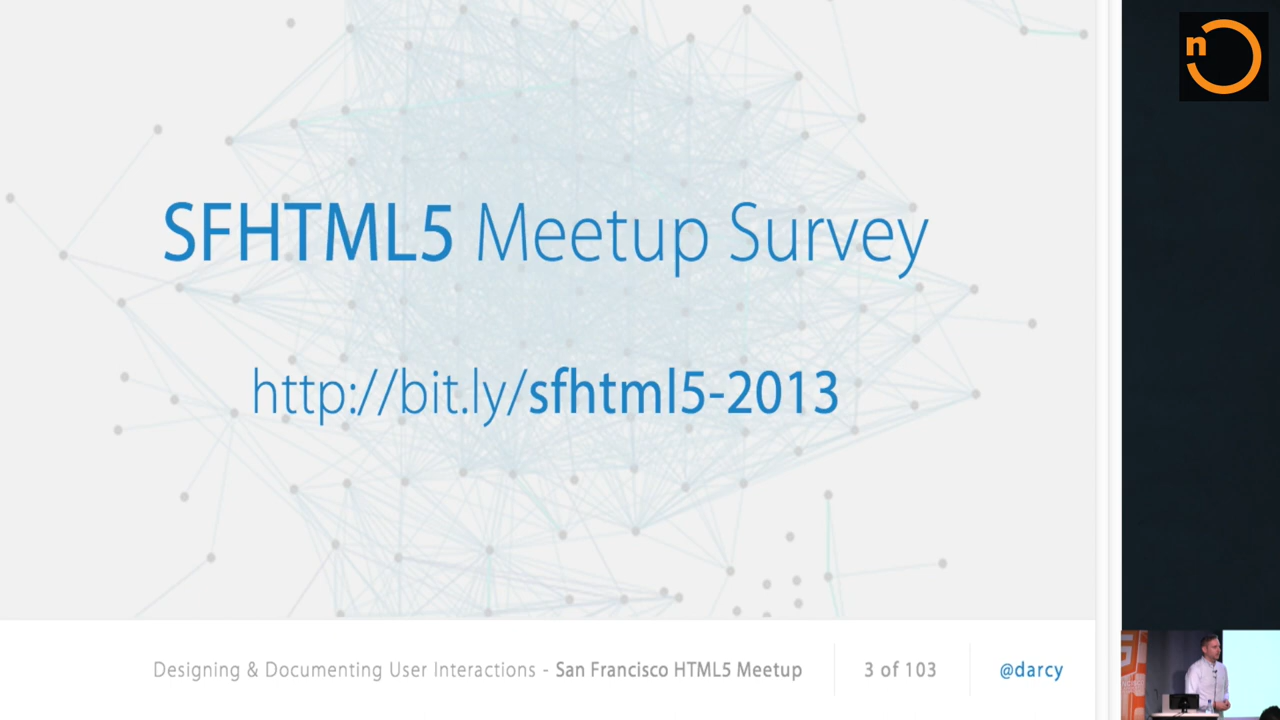 SFHTML5 Meetup Survey
http://bit.ly/sfhtml5-2013
Designing & Documenting User Interactions - San Francisco HTML5 Meetup
3 of 103
@darcy
n